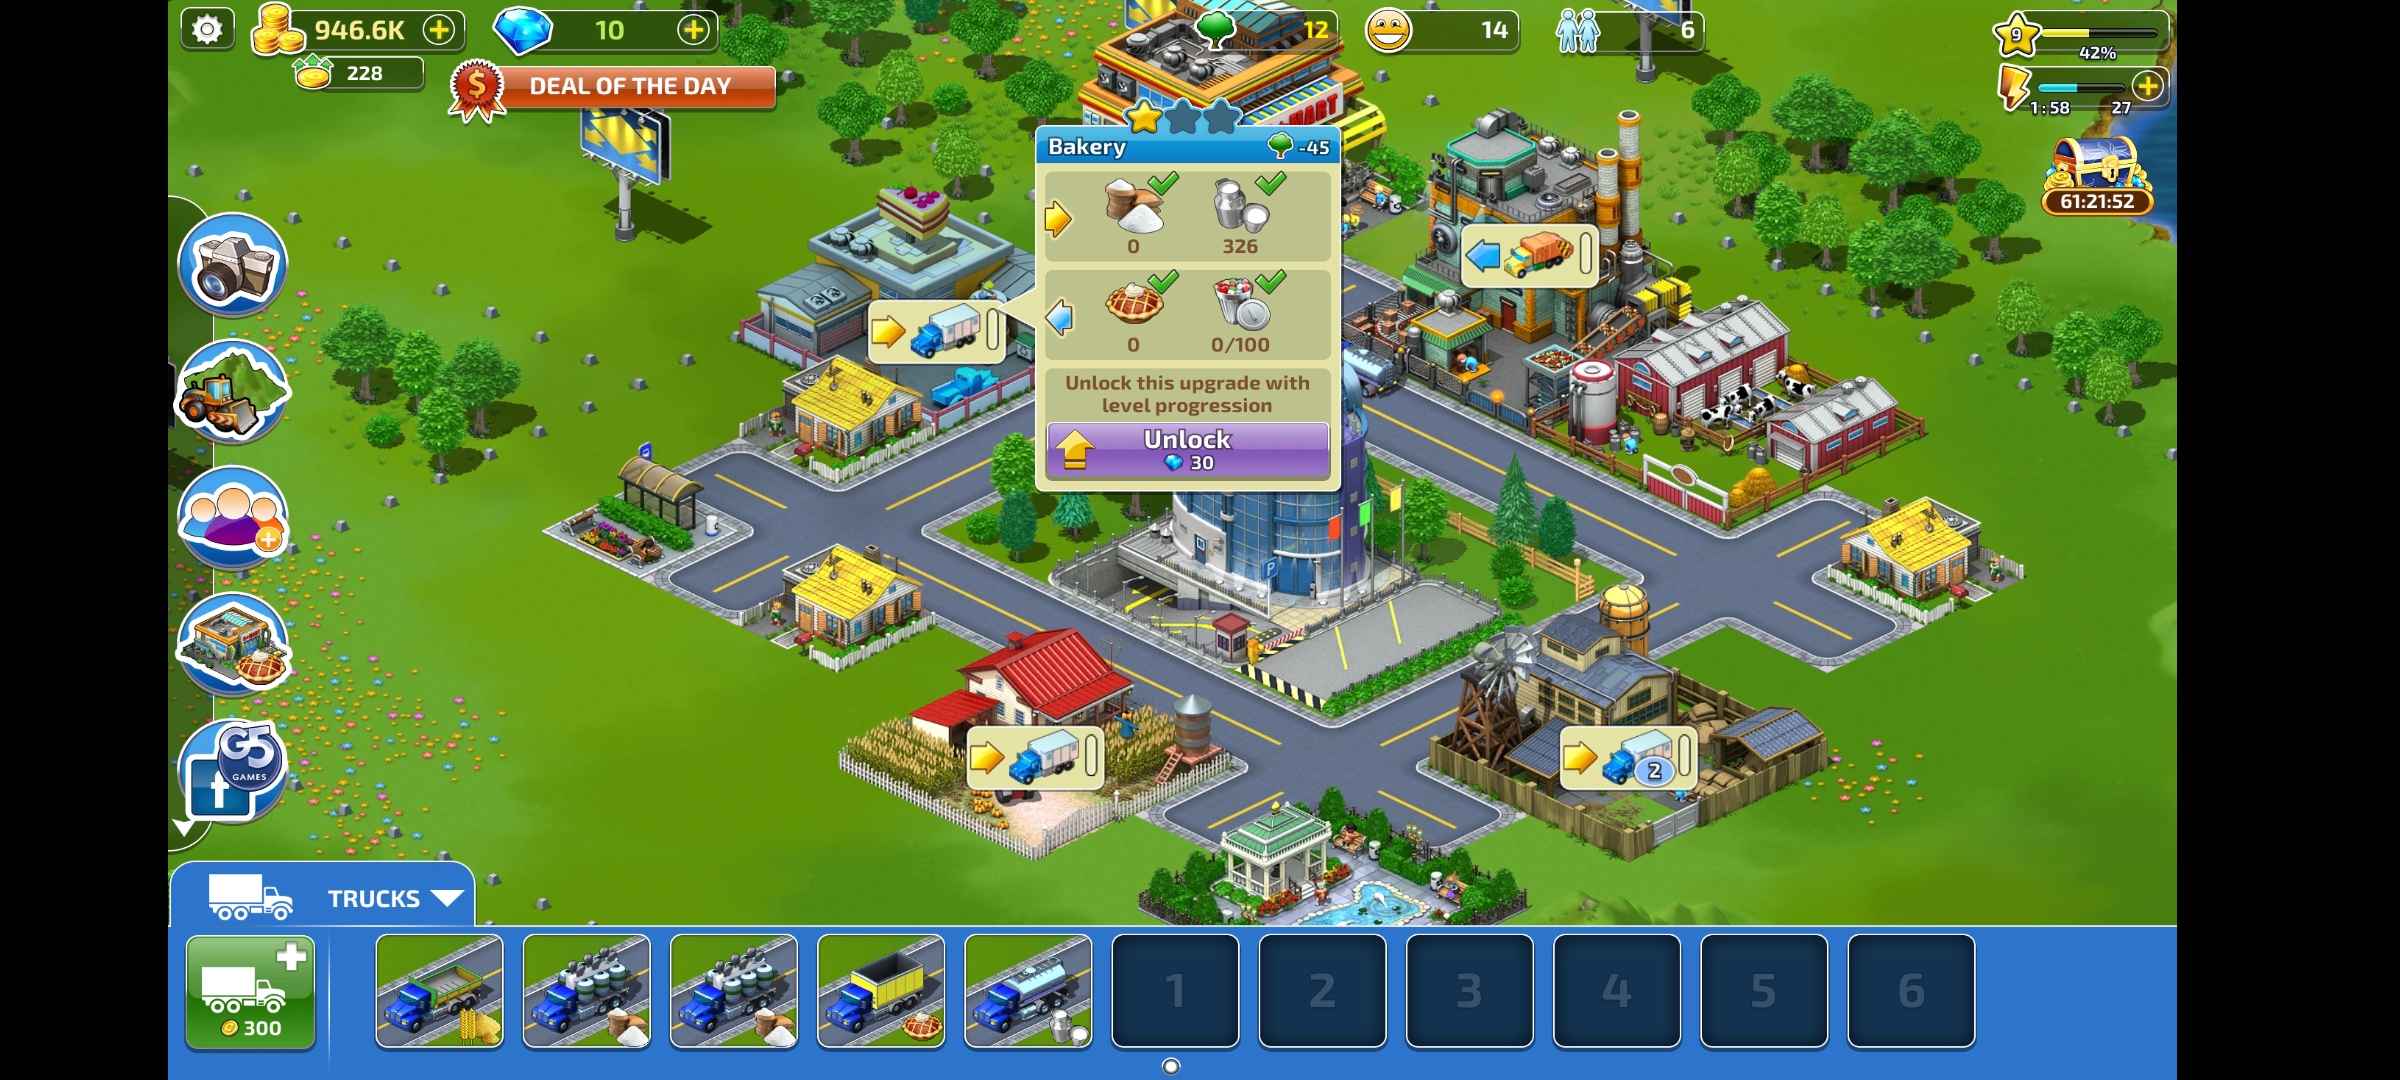 946.6K
10
12
14
6
9
42%
228
DEAL OF THE DAY
1:58
27
MART
Bakery
-45
0
326
0
0/100
Unlock this upgrade with
level progression
Unlock
30
61:21:52
P
G5
GAMES
f
2
TRUCKS
300
1
2
3
4
5
6